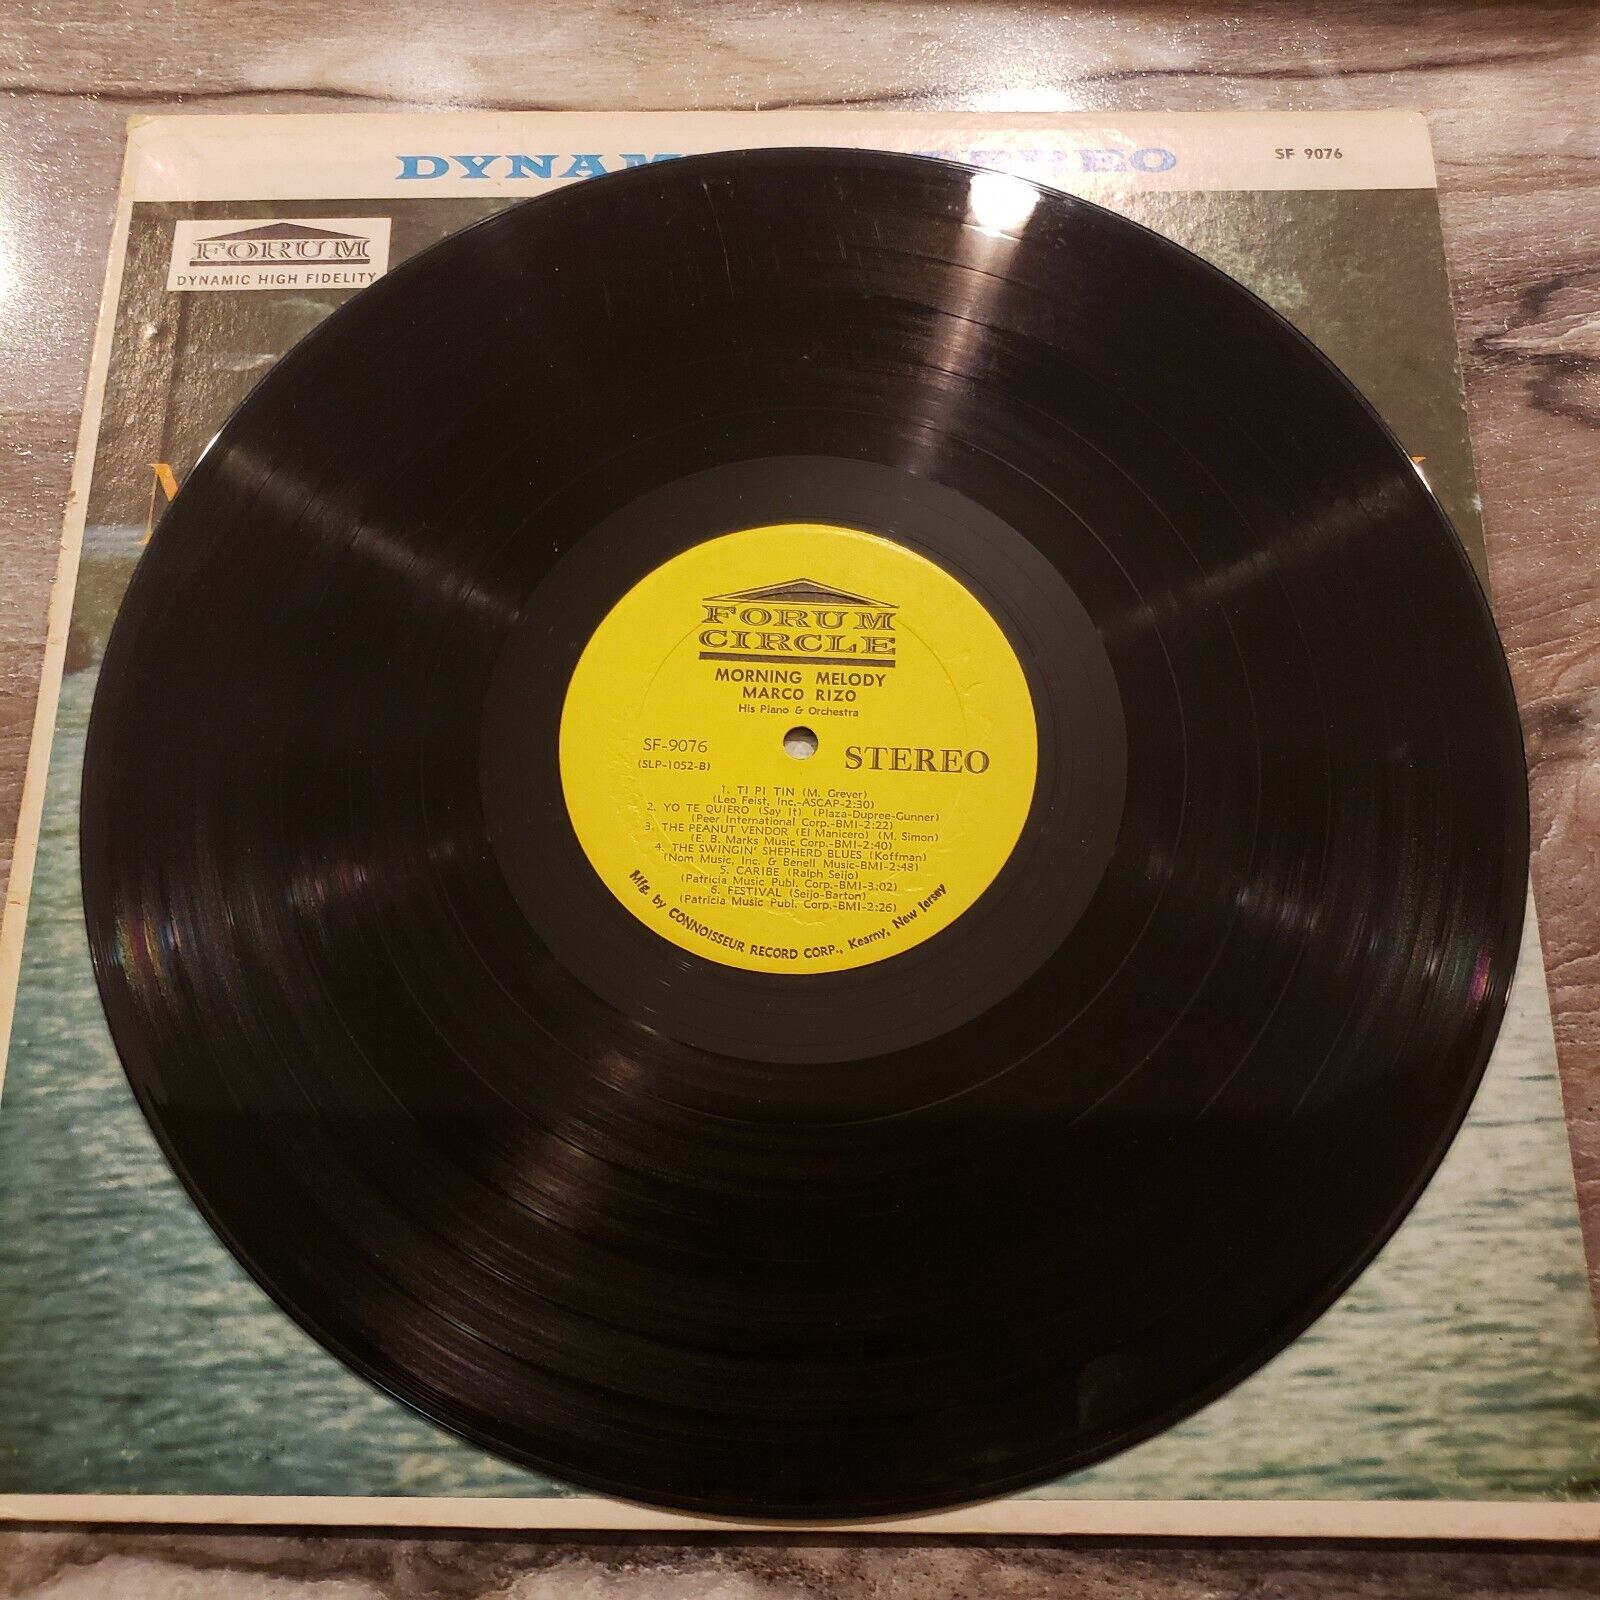 DYNAM
STEREO
SF 9076
FORUM
DYNAMIC HIGH FIDELITY
FORUM
CIRCLE
MORNING MELODY
MARCO RIZO
His Piano & Orchestra
SF-9076
(SLP-1052-B)
STEREO
1. TI PI TIN (M. Grever)
(Leo Feist, Inc.-ASCAP-2:30)
2. YO TE QUIERO (Say It) (Plaza-Dupree-Gunner)
(Peer International Corp.-BMI-2:22)
3. THE PEANUT VENDOR (El Manicero) (M. Simon)
(E. B. Marks Music Corp.-BMI-2:40)
4. THE SWINGIN' SHEPHERD BLUES (Koffman)
(Nom Music, Inc. & Benell Music-BMI-2:48)
5. CARIBE (Ralph Seijo)
(Patricia Music Publ. Corp.-BMI-3:02)
6. FESTIVAL (Seijo-Barton)
(Patricia Music Publ. Corp.-BMI-2:26)
Mfg. by CONNOISSEUR RECORD CORP., Kearny, New Jersey